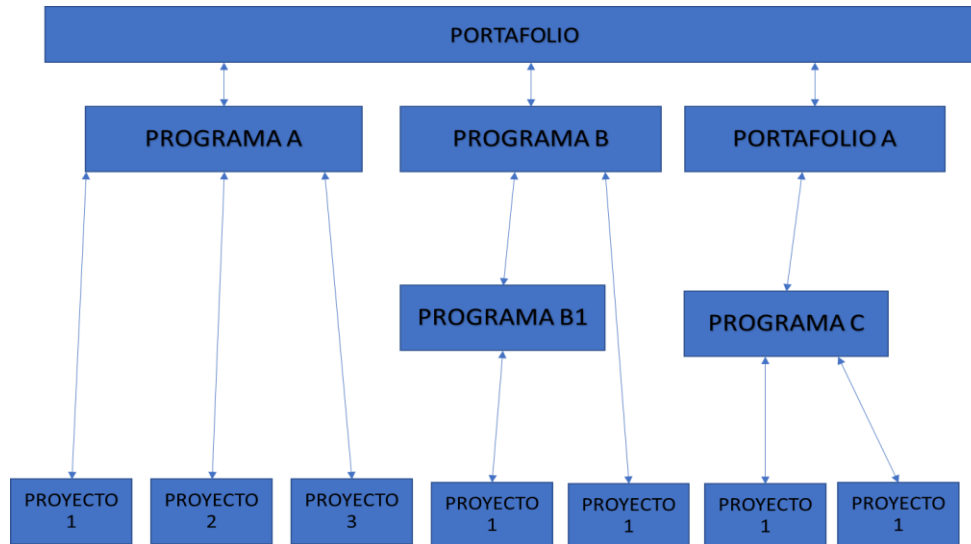 PORTAFOLIO
PROGRAMA A
PROGRAMA B
PORTAFOLIO A
PROGRAMA B1
PROGRAMA C
PROYECTO
1
PROYECTO
2
PROYECTO
3
PROYECTO
1
PROYECTO
1
PROYECTO
1
PROYECTO
1